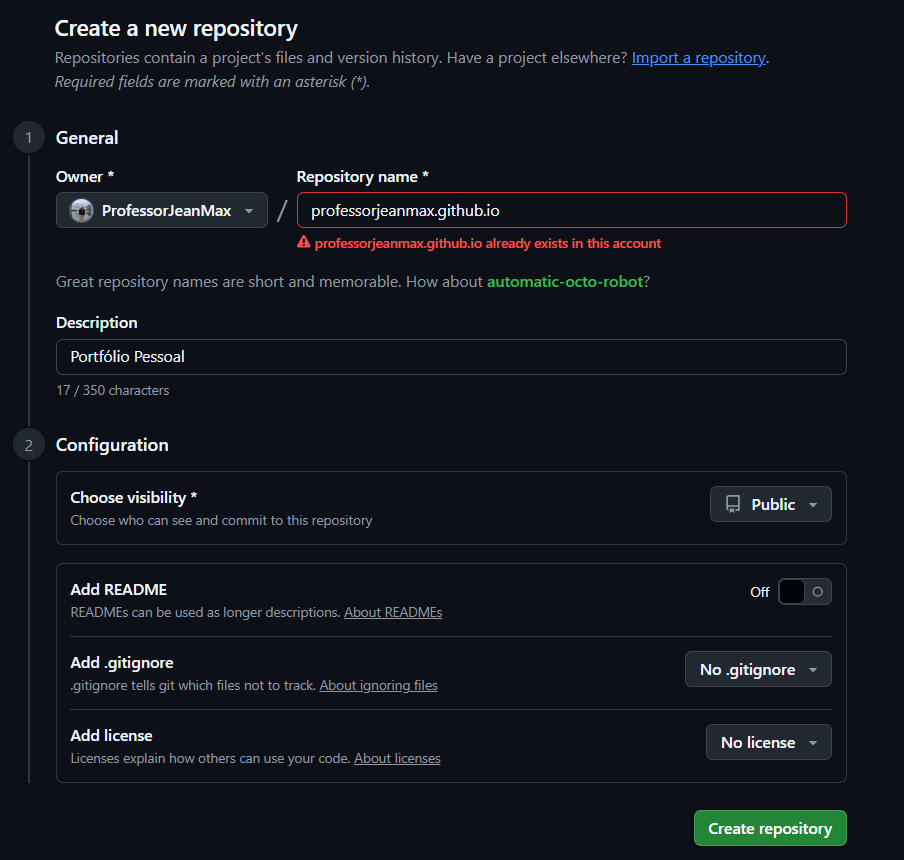 Create a new repository
Repositories contain a project's files and version history. Have a project elsewhere? Import a repository.
Required fields are marked with an asterisk (*).
1 General
Owner * Repository name *
ProfessorJeanMax / professorjeanmax.github.io
professorjeanmax.github.io already exists in this account
Great repository names are short and memorable. How about automatic-octo-robot?
Description
Portfólio Pessoal
17 / 350 characters
2 Configuration
Choose visibility *
Choose who can see and commit to this repository
Public
Add README
READMEs can be used as longer descriptions. About READMEs
Off
Add .gitignore
.gitignore tells git which files not to track. About ignoring files
No .gitignore
Add license
Licenses explain how others can use your code. About licenses
No license
Create repository